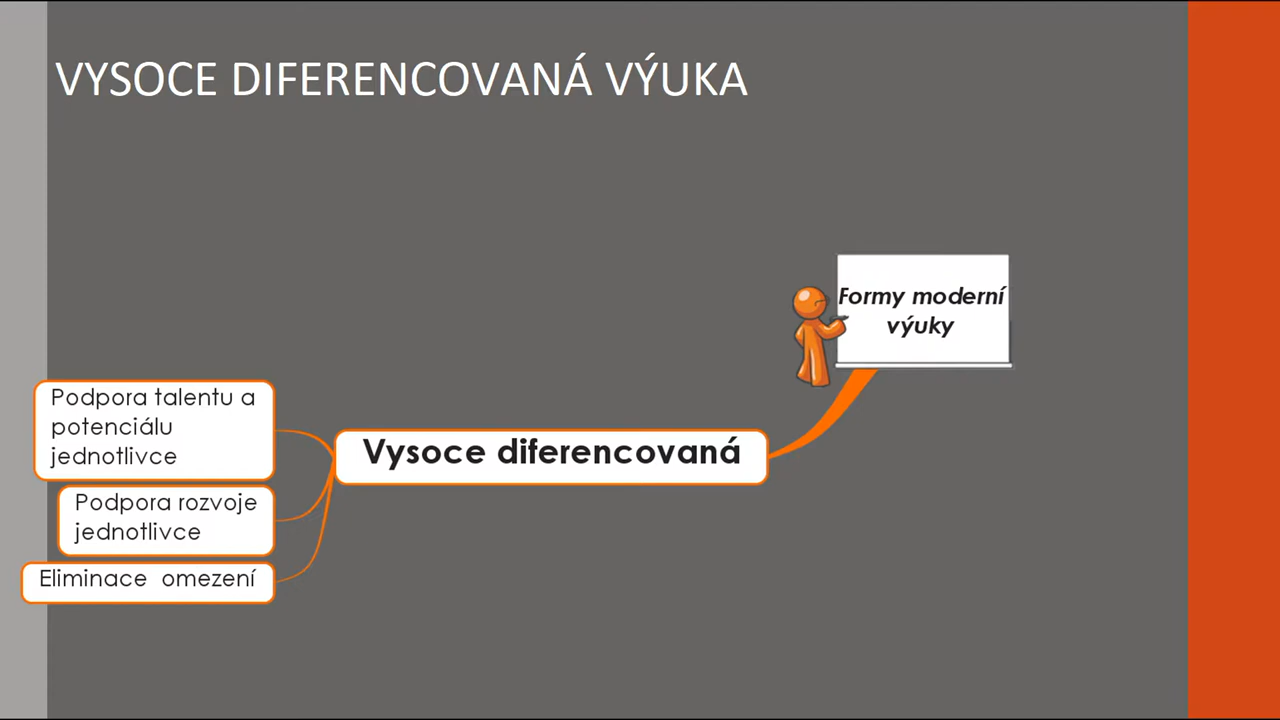 VYSOCE DIFERENCOVANÁ VÝUKA
Formy moderní
výuky
Vysoce diferencovaná
Podpora talentu a
potenciálu
jednotlivce
Podpora rozvoje
jednotlivce
Eliminace omezení